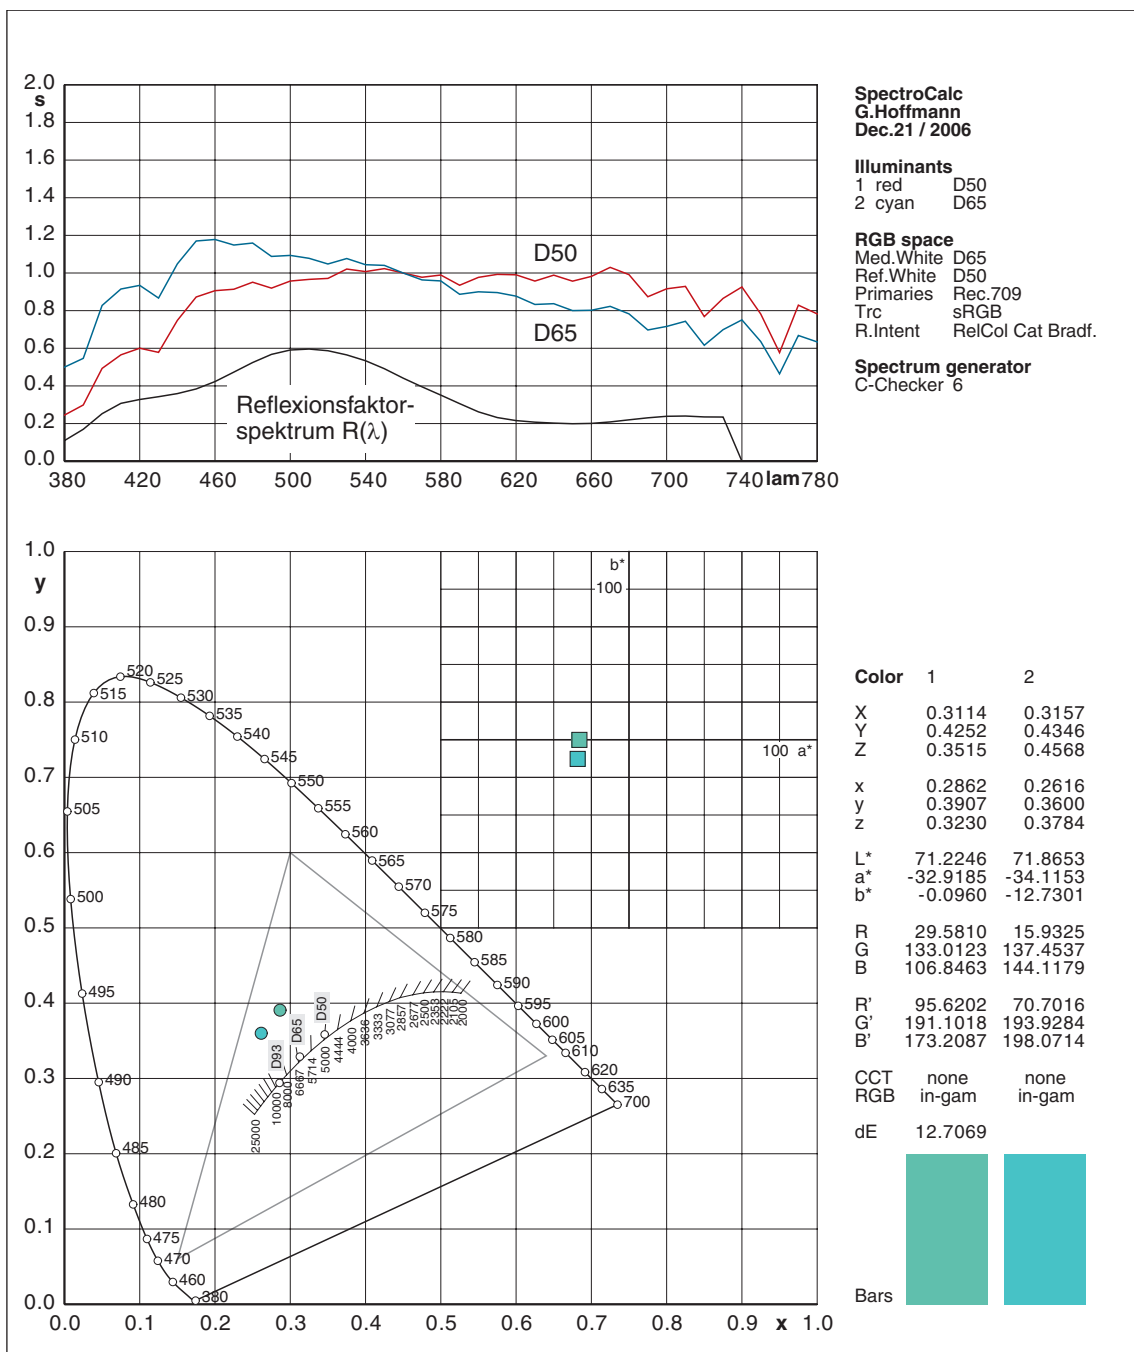 2.0
s
1.8
1.6
1.4
1.2
1.0
0.8
0.6
0.4
0.2
0.0
D50
D65
Reflexionsfaktor-
spektrum R(λ)
380 420 460 500 540 580 620 660 700 740 lam 780
SpectroCalc
G.Hoffmann
Dec.21 / 2006
Illuminants
1 red D50
2 cyan D65
RGB space
Med.White D65
Ref.White D50
Primaries Rec.709
Trc sRGB
R.Intent RelCol Cat Bradf.
Spectrum generator
C-Checker 6
1.0
y
0.9
0.8
0.7
0.6
0.5
0.4
0.3
0.2
0.1
0.0
0.0 0.1 0.2 0.3 0.4 0.5 0.6 0.7 0.8 0.9 x 1.0
b*
100
100 a*
520
525
515
530
535
510
540
545
550
505
555
560
565
570
500
575
580
585
590
495
595
600
605
610
490
620
635
700
485
480
475
470
460
380
D93
D65
D50
25000
10000
8000
6667
5714
5000
4444
4000
3636
3333
3077
2857
2677
2500
2353
2222
2105
2000
Color 1 2
X 0.3114 0.3157
Y 0.4252 0.4346
Z 0.3515 0.4568
x 0.2862 0.2616
y 0.3907 0.3600
z 0.3230 0.3784
L* 71.2246 71.8653
a* -32.9185 -34.1153
b* -0.0960 -12.7301
R 29.5810 15.9325
G 133.0123 137.4537
B 106.8463 144.1179
R' 95.6202 70.7016
G' 191.1018 193.9284
B' 173.2087 198.0714
CCT none none
RGB in-gam in-gam
dE 12.7069
Bars